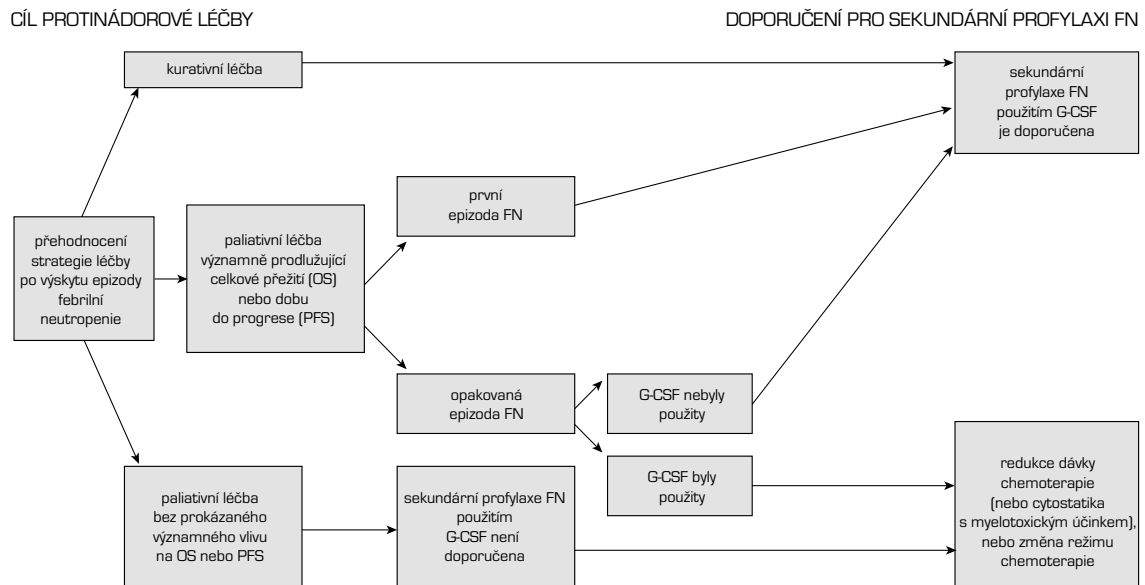 CÍL PROTINÁDOROVÉ LÉČBY
DOPORUČENÍ PRO SEKUNDÁRNÍ PROFYLAXI FN
kurativní léčba
sekundární
profylaxe FN
použitím G-CSF
je doporučena
první
epizoda FN
přehodnocení
strategie léčby
po výskytu epizody
febrilní
neutropenie
paliativní léčba
významně prodlužující
celkové přežití (OS)
nebo dobu
do progrese (PFS)
opakovaná
epizoda FN
G-CSF nebyly
použity
G-CSF byly
použity
paliativní léčba
bez prokázaného
významného vlivu
na OS nebo PFS
sekundární profylaxe FN
použitím
G-CSF není
doporučena
redukce dávky
chemoterapie
(nebo cytostatika
s myelotoxickým účinkem),
nebo změna režimu
chemoterapie